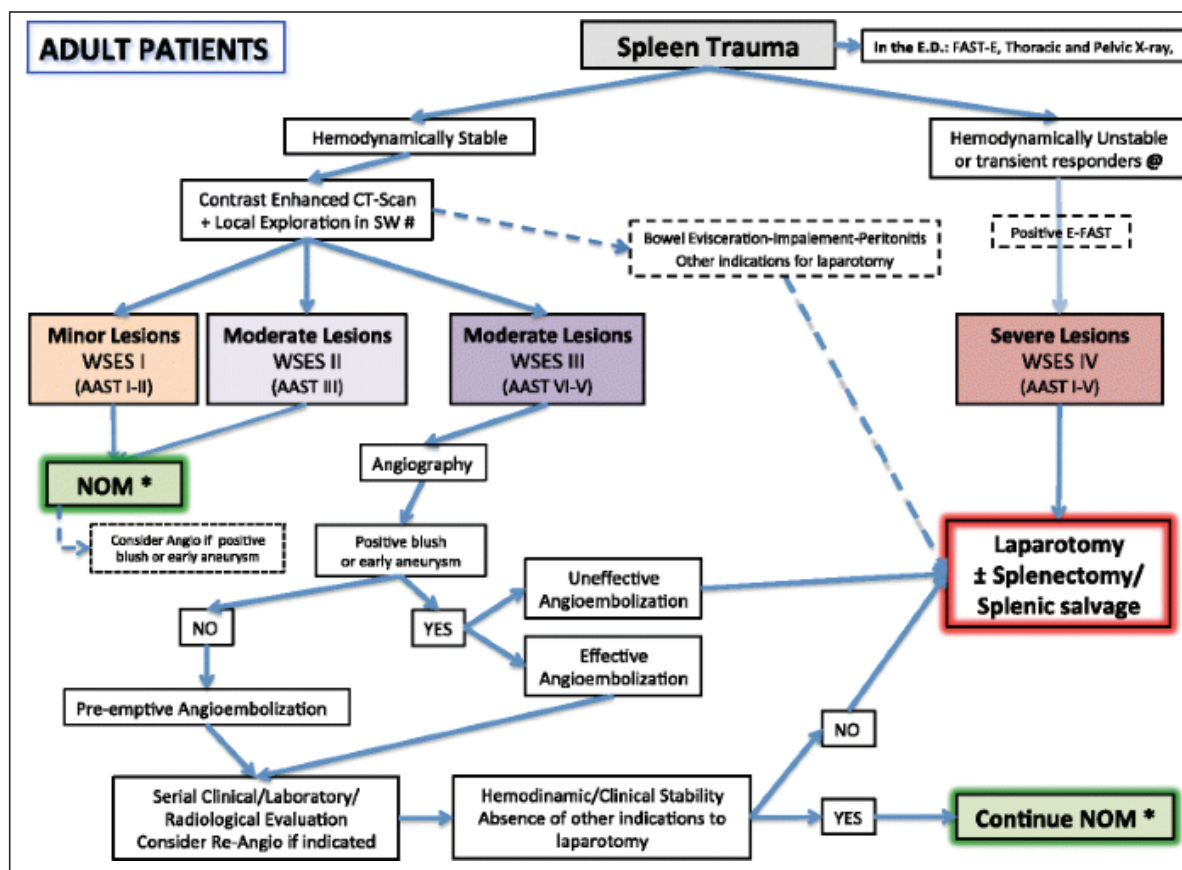 ADULT PATIENTS
Spleen Trauma
In the E.D.: FAST-E, Thoracic and Pelvic X-ray,
Hemodynamically Stable
Hemodynamically Unstable
or transient responders @
Contrast Enhanced CT-Scan
+ Local Exploration in SW #
Bowel Evisceration-Impalement-Peritonitis
Other indications for laparotomy
Positive E-FAST
Minor Lesions
WSES I
(AAST I-II)
Moderate Lesions
WSES II
(AAST III)
Moderate Lesions
WSES III
(AAST VI-V)
Severe Lesions
WSES IV
(AAST I-V)
NOM *
Angiography
Consider Angio if positive
blush or early aneurysm
Positive blush
or early aneurysm
Laparotomy
± Splenectomy/
Splenic salvage
Uneffective
Angioembolization
NO
YES
Effective
Angioembolization
Pre-emptive Angioembolization
NO
Serial Clinical/Laboratory/
Radiological Evaluation
Consider Re-Angio if indicated
Hemodinamic/Clinical Stability
Absence of other indications to
laparotomy
YES
Continue NOM *